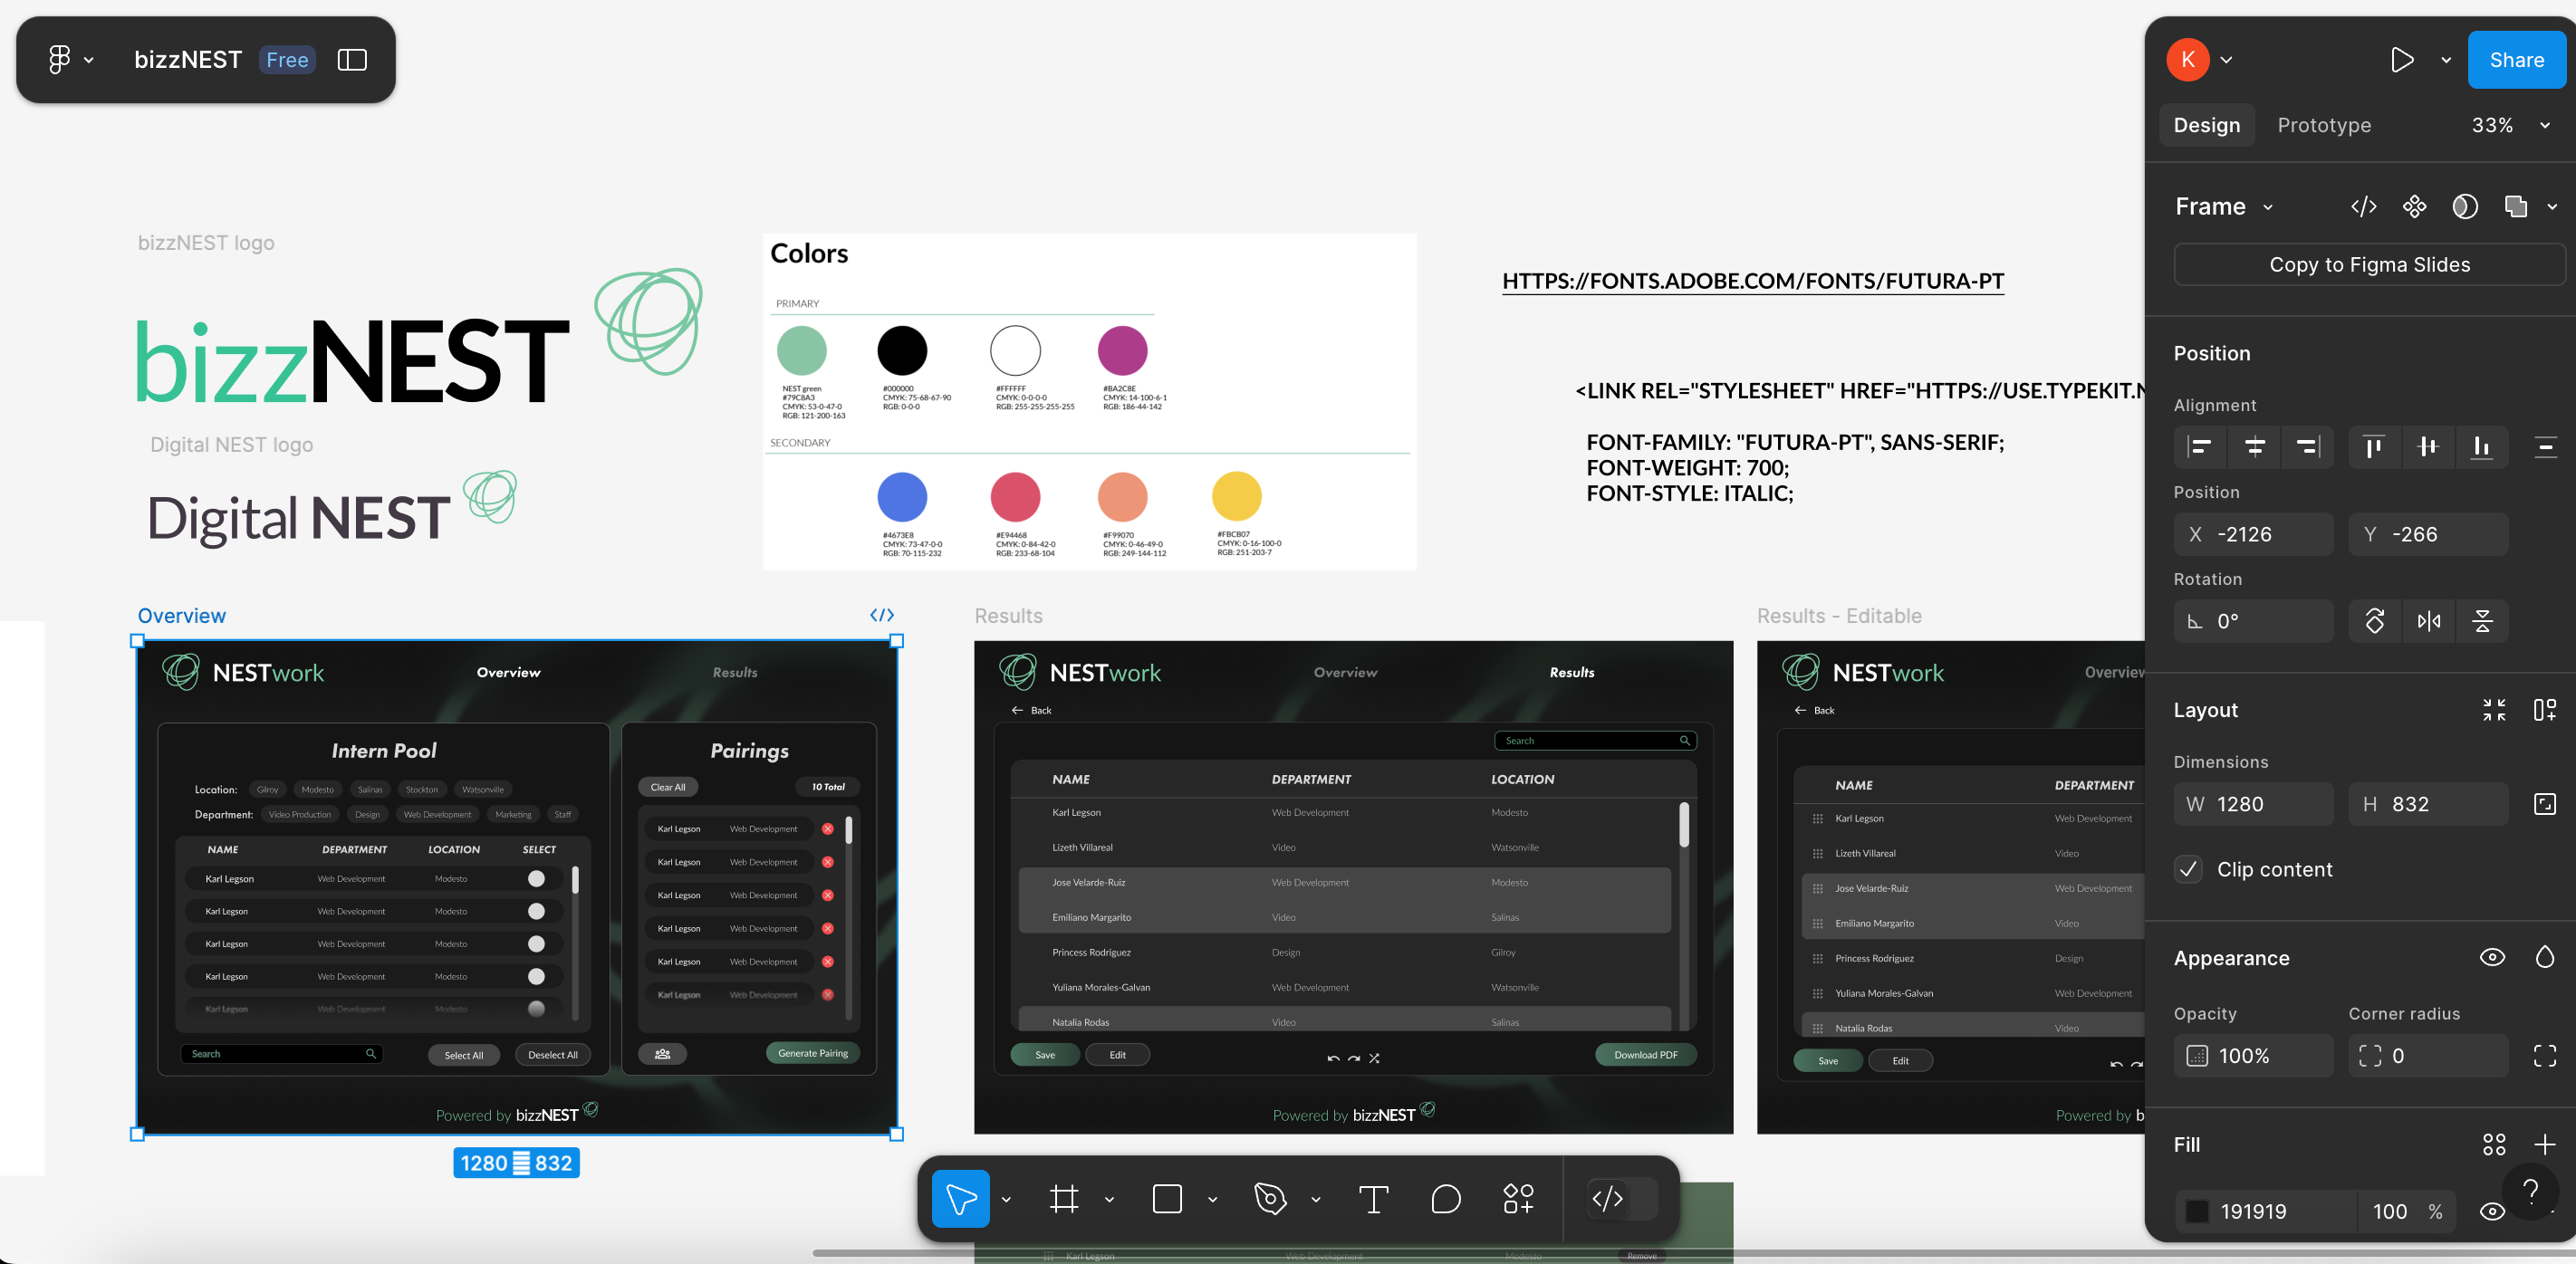 bizzNEST
Free
K
Share
Design
Prototype
33%
Frame
Copy to Figma Slides
Position
Alignment
Position
X -2126
Y -266
Rotation
0°
Layout
Dimensions
W 1280
H 832
Clip content
Appearance
Opacity
Corner radius
100%
0
Fill
191919
100 %
?
bizzNEST logo
bizzNEST
Digital NEST logo
Digital NEST
Colors
PRIMARY
NEST green
#79C8A3
CMYK: 53-0-47-0
RGB: 121-200-163
#000000
CMYK: 75-68-67-90
RGB: 0-0-0
#FFFFFF
CMYK: 0-0-0-0
RGB: 255-255-255-255
#BA2C8E
CMYK: 14-100-6-1
RGB: 186-44-142
SECONDARY
#4673E8
CMYK: 73-47-0-0
RGB: 70-115-232
#E94468
CMYK: 0-84-42-0
RGB: 233-68-104
#F99070
CMYK: 0-46-49-0
RGB: 249-144-112
#FBCB07
CMYK: 0-16-100-0
RGB: 251-203-7
HTTPS://FONTS.ADOBE.COM/FONTS/FUTURA-PT
<LINK REL="STYLESHEET" HREF="HTTPS://USE.TYPEKIT.N
FONT-FAMILY: "FUTURA-PT", SANS-SERIF;
FONT-WEIGHT: 700;
FONT-STYLE: ITALIC;
Overview
NESTwork
Overview
Results
Intern Pool
Location: Gilroy Modesto Salinas Stockton Watsonville
Department: Video Production Design Web Development Marketing Staff
NAME DEPARTMENT LOCATION SELECT
Karl Legson Web Development Modesto
Karl Legson Web Development Modesto
Karl Legson Web Development Modesto
Karl Legson Web Development Modesto
Karl Legson Web Development Modesto
Search
Select All
Deselect All
Pairings
Clear All
10 Total
Karl Legson Web Development
Karl Legson Web Development
Karl Legson Web Development
Karl Legson Web Development
Karl Legson Web Development
Karl Legson Web Development
Generate Pairing
Powered by bizzNEST
1280 832
Results
NESTwork
Overview
Results
Back
Search
NAME DEPARTMENT LOCATION
Karl Legson Web Development Modesto
Lizeth Villareal Video Watsonville
Jose Velarde-Ruiz Web Development Modesto
Emiliano Margarito Video Salinas
Princess Rodriguez Design Gilroy
Yuliana Morales-Galvan Web Development Watsonville
Natalia Rodas Video Salinas
Save
Edit
Download PDF
Powered by bizzNEST
Results - Editable
NESTwork
Overview
Back
NAME DEPARTMENT
Karl Legson Web Development
Lizeth Villareal Video
Jose Velarde-Ruiz Web Development
Emiliano Margarito Video
Princess Rodriguez Design
Yuliana Morales-Galvan Web Development
Natalia Rodas Video
Save
Edit
Powered by b
Karl Legson Web Development Modesto Remove